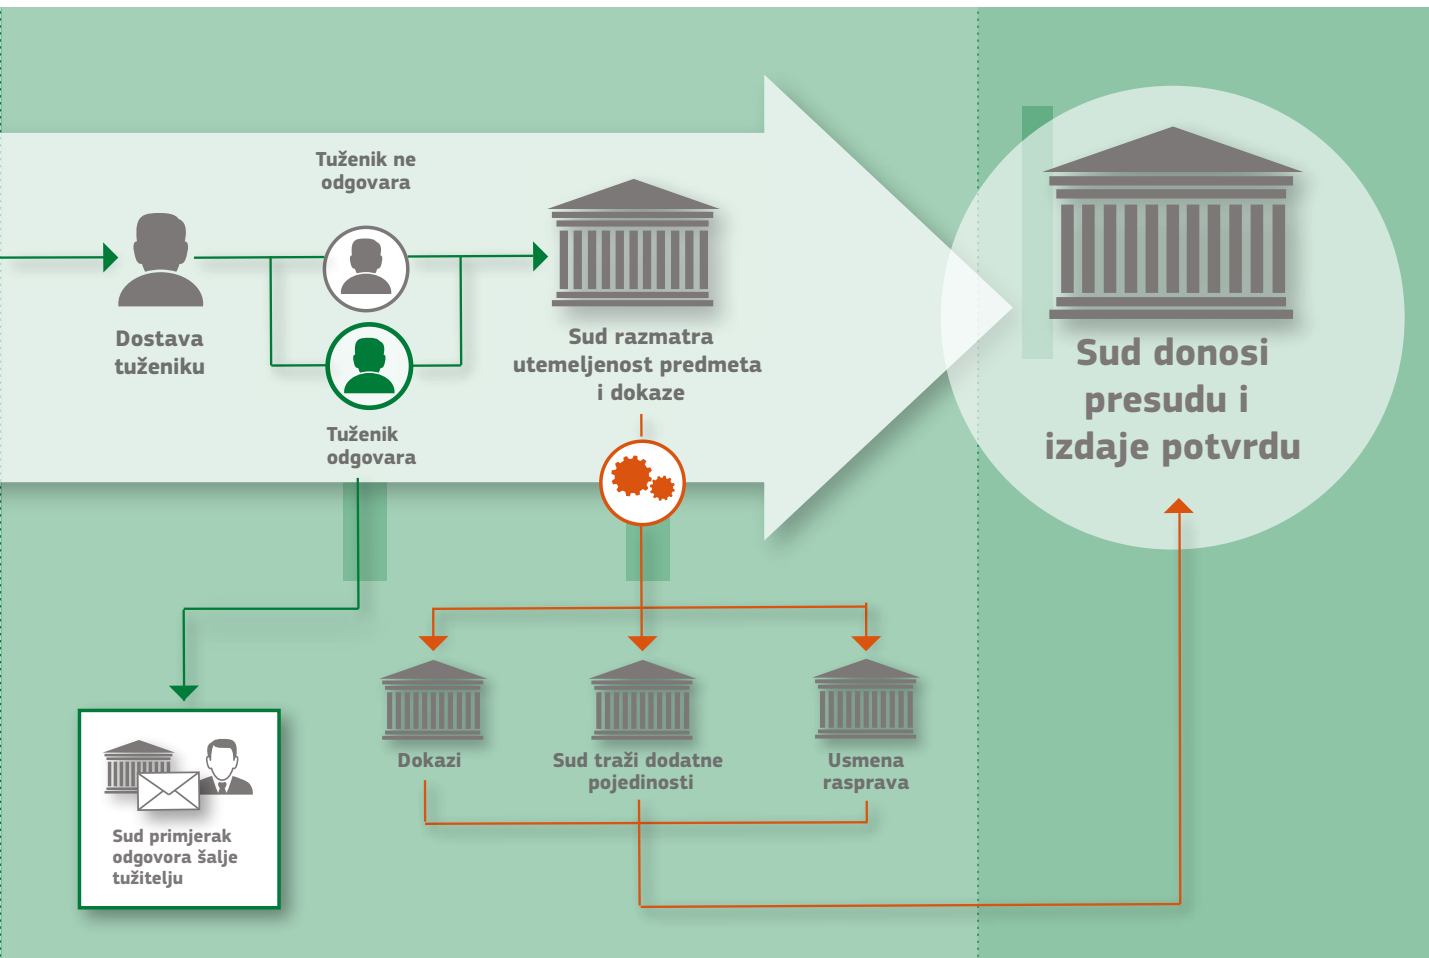 Tuženik ne
odgovara
Dostava
tuženiku
Tuženik
odgovara
Sud razmatra
utemeljenost predmeta
i dokaze
Sud donosi
presudu i
izdaje potvrdu
Dokazi
Sud traži dodatne
pojedinosti
Usmena
rasprava
Sud primjerak
odgovora šalje
tužitelju